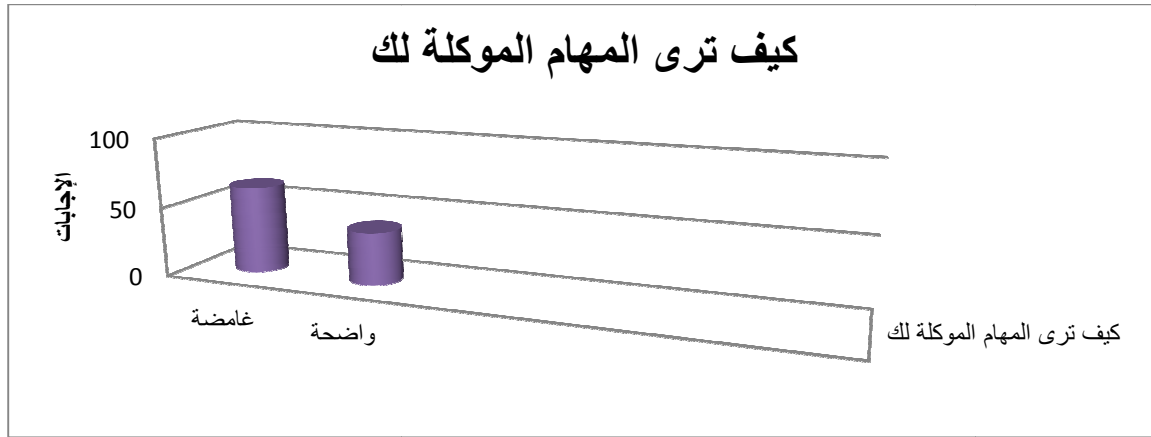 كيف ترى المهام الموكلة لك
100
50
0
الإجابات
غامضة
واضحة
كيف ترى المهام الموكلة لك